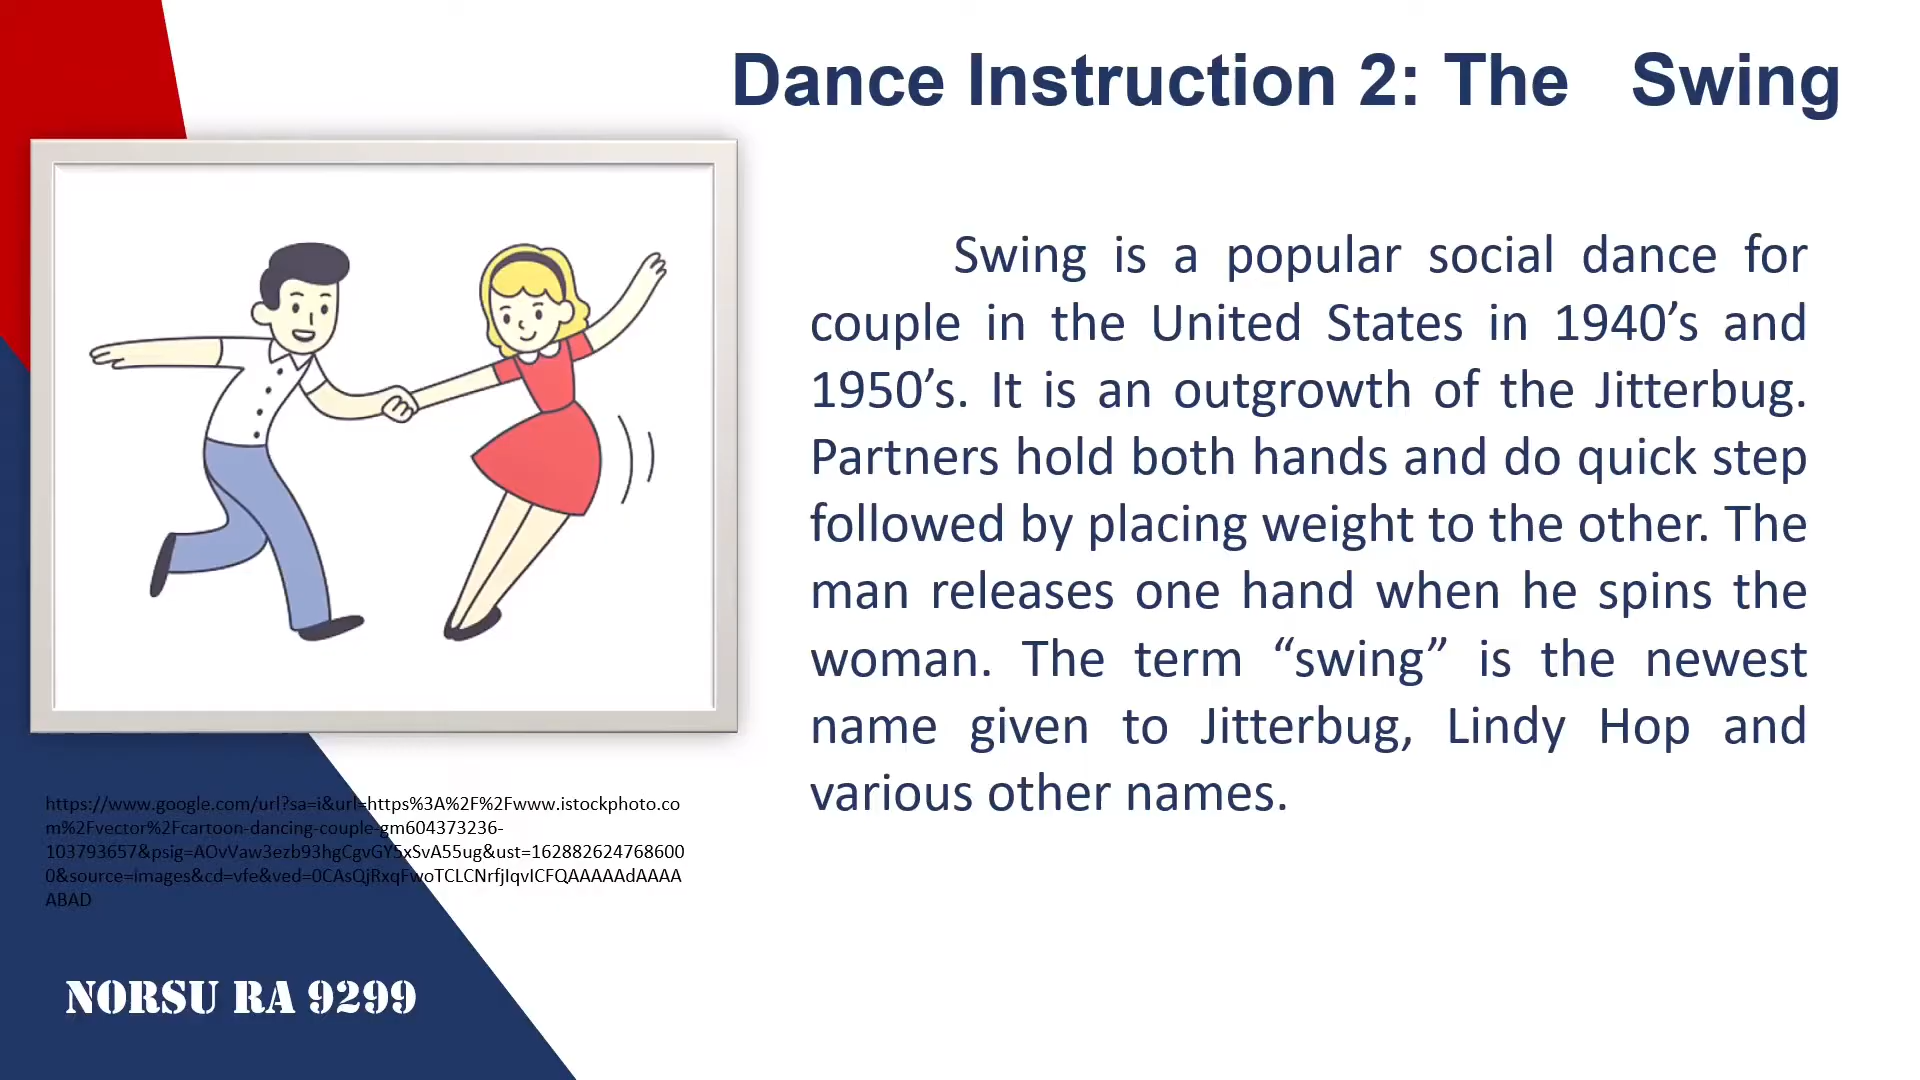 Dance Instruction 2: The Swing
Swing is a popular social dance for
couple in the United States in 1940’s and
1950’s. It is an outgrowth of the Jitterbug.
Partners hold both hands and do quick step
followed by placing weight to the other. The
man releases one hand when he spins the
woman. The term “swing” is the newest
name given to Jitterbug, Lindy Hop and
various other names.
https://www.google.com/url?sa=i&url=https%3A%2F%2Fwww.istockphoto.co
m%2Fvector%2Fcartoon-dancing-couple-gm604373236-
103793657&psig=AOvVaw3ezb93hgCgvGY5xSvA55ug&ust=162882624768600
0&source=images&cd=vfe&ved=0CAsQjRxqFwoTCLCNrfjIqvICFQAAAAAdAAAA
ABAD
NORSU RA 9299